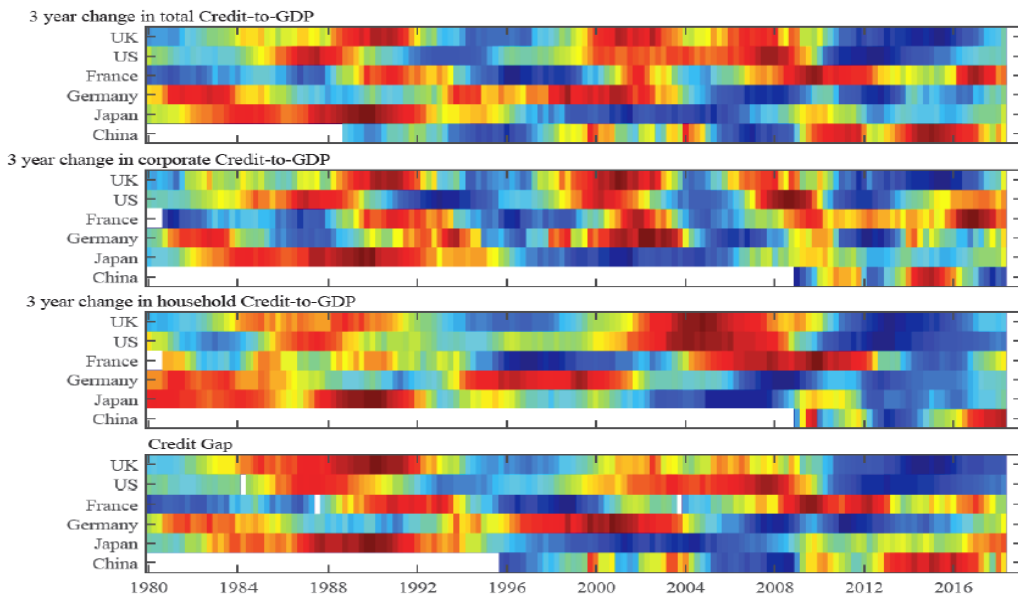 3 year change in total Credit-to-GDP
UK
US
France
Germany
Japan
China
3 year change in corporate Credit-to-GDP
UK
US
France
Germany
Japan
China
3 year change in household Credit-to-GDP
UK
US
France
Germany
Japan
China
Credit Gap
UK
US
France
Germany
Japan
China
1980 1984 1988 1992 1996 2000 2004 2008 2012 2016